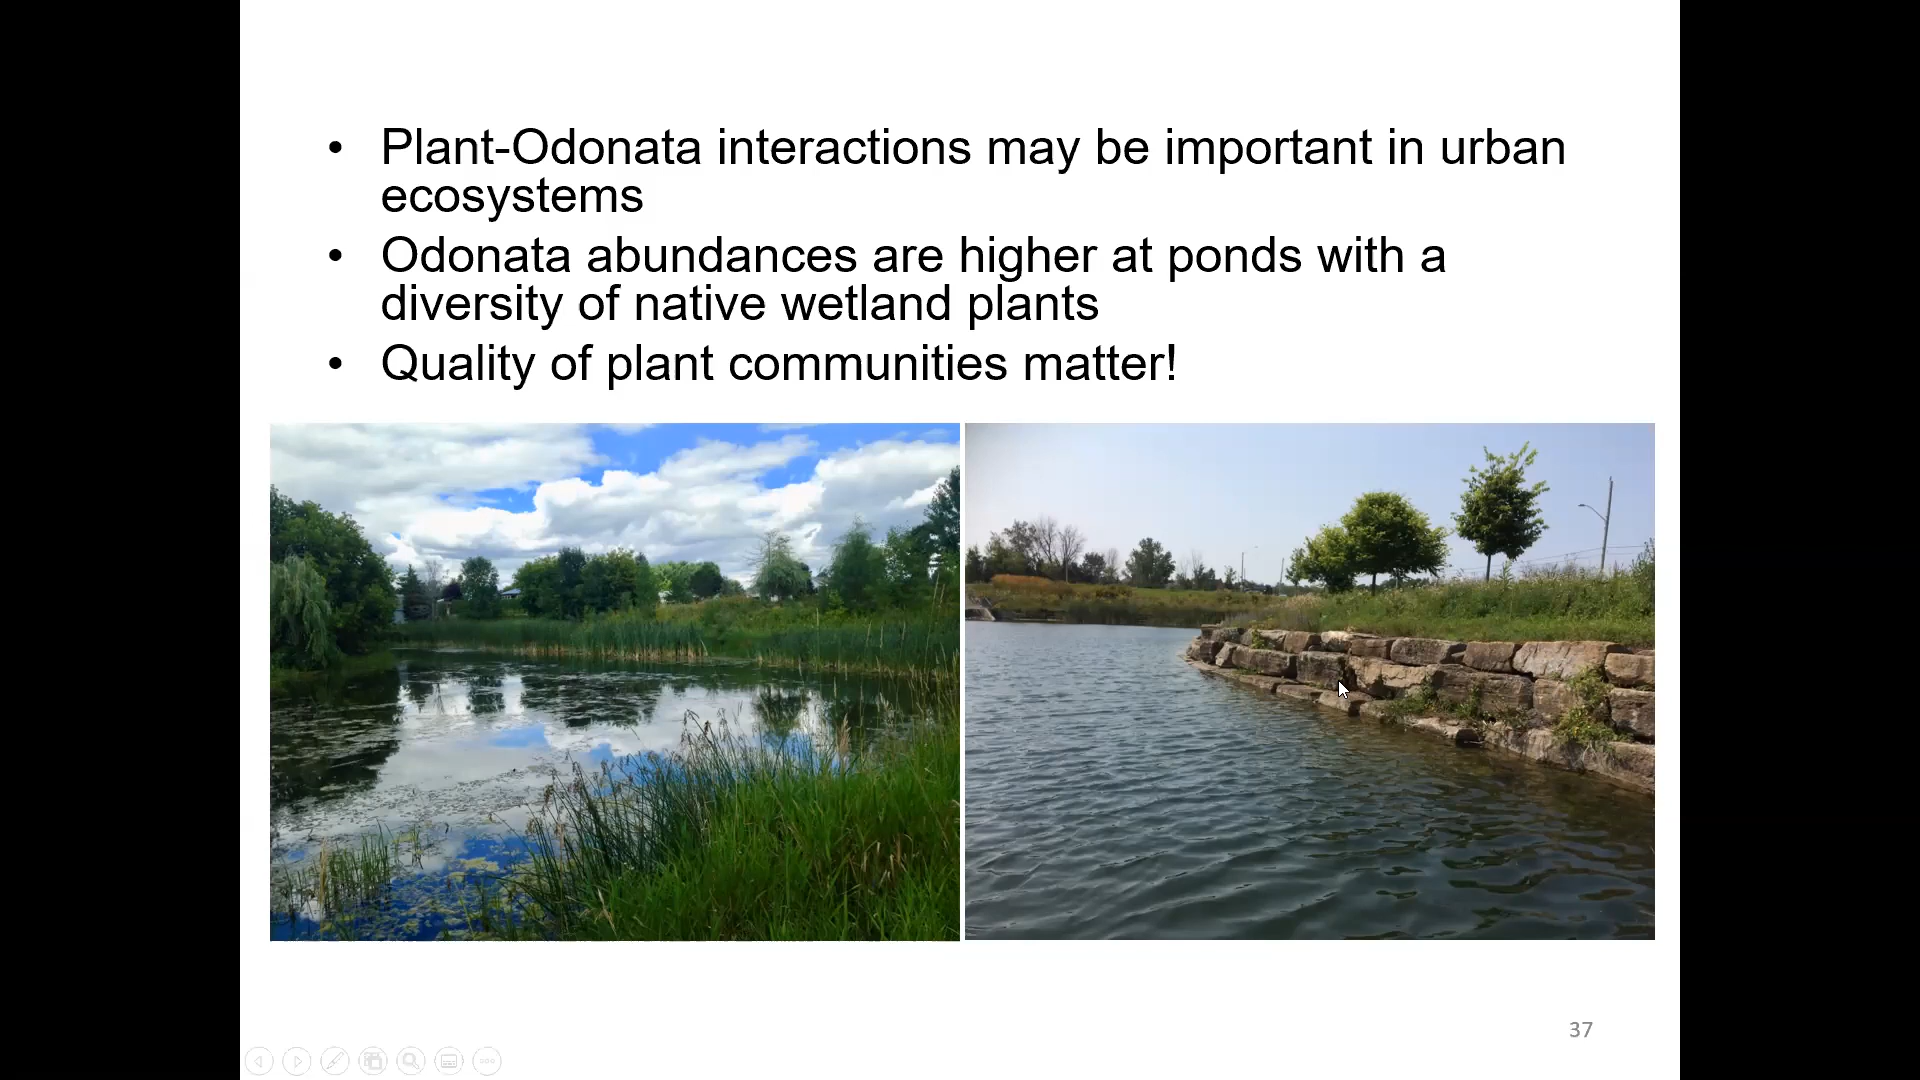 • Plant-Odonata interactions may be important in urban
ecosystems
• Odonata abundances are higher at ponds with a
diversity of native wetland plants
• Quality of plant communities matter!
37